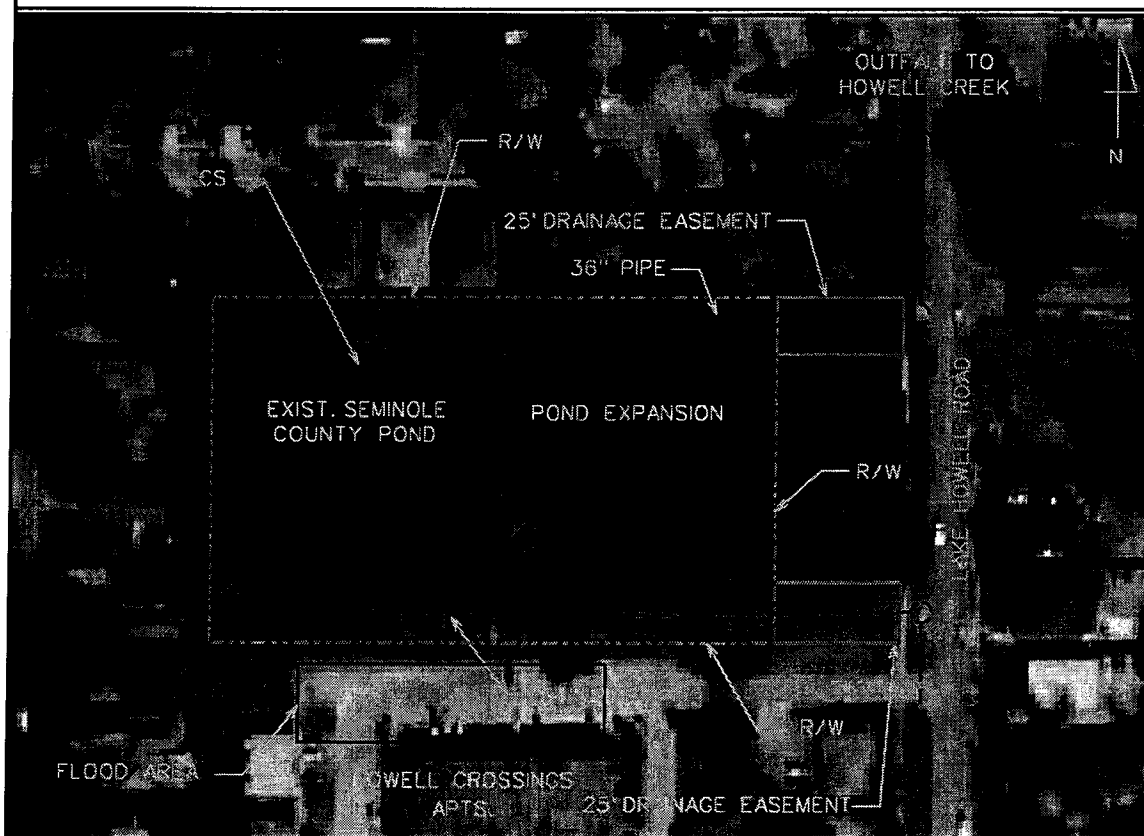 OUTFALL TO
HOWELL CREEK
N
R/W
CS
25' DRAINAGE EASEMENT
36" PIPE
EXIST. SEMINOLE
COUNTY POND
POND EXPANSION
LAKE HOWELL ROAD
R/W
R/W
FLOOD AREA
HOWELL CROSSINGS
APTS.
25' DRAINAGE EASEMENT